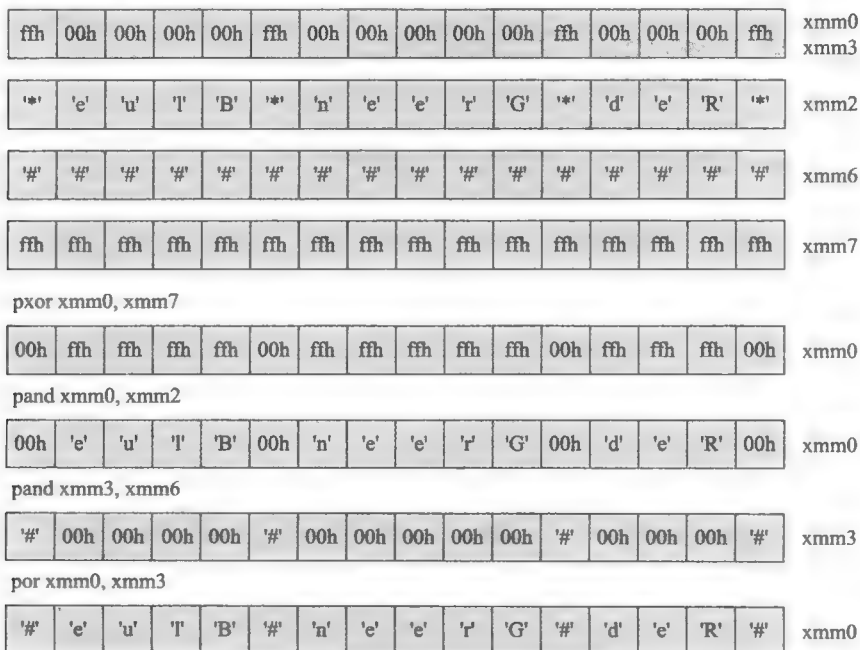 ffh 00h 00h 00h 00h ffh 00h 00h 00h 00h 00h ffh 00h 00h 00h ffh xmm0
xmm3
'*' 'e' 'u' 'l' 'B' '*' 'n' 'e' 'e' 'r' 'G' '*' 'd' 'e' 'R' '*' xmm2
'#' '#' '#' '#' '#' '#' '#' '#' '#' '#' '#' '#' '#' '#' '#' '#' xmm6
ffh ffh ffh ffh ffh ffh ffh ffh ffh ffh ffh ffh ffh ffh ffh ffh xmm7
pxor xmm0, xmm7
00h ffh ffh ffh ffh 00h ffh ffh ffh ffh ffh 00h ffh ffh ffh 00h xmm0
pand xmm0, xmm2
00h 'e' 'u' 'l' 'B' 00h 'n' 'e' 'e' 'r' 'G' 00h 'd' 'e' 'R' 00h xmm0
pand xmm3, xmm6
'#' 00h 00h 00h 00h '#' 00h 00h 00h 00h 00h '#' 00h 00h 00h '#' xmm3
por xmm0, xmm3
'#' 'e' 'u' 'l' 'B' '#' 'n' 'e' 'e' 'r' 'G' '#' 'd' 'e' 'R' '#' xmm0